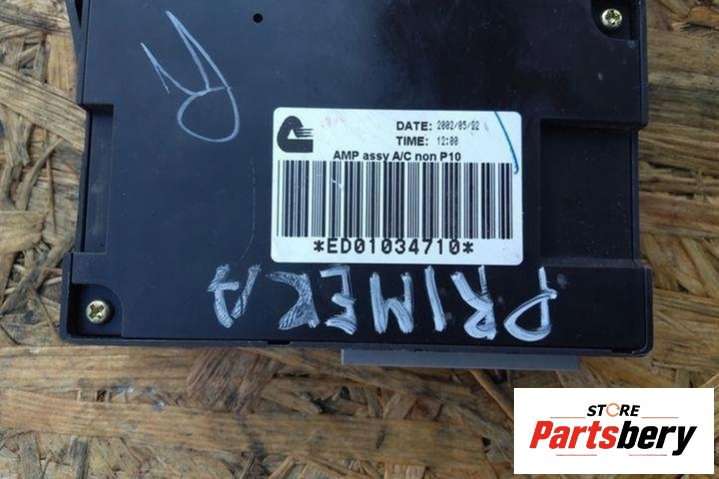 DATE: 2002/05/22
TIME: 12:00
AMP assy A/C non P10
*ED01034710*
PRIMERA
STORE
Partsbery